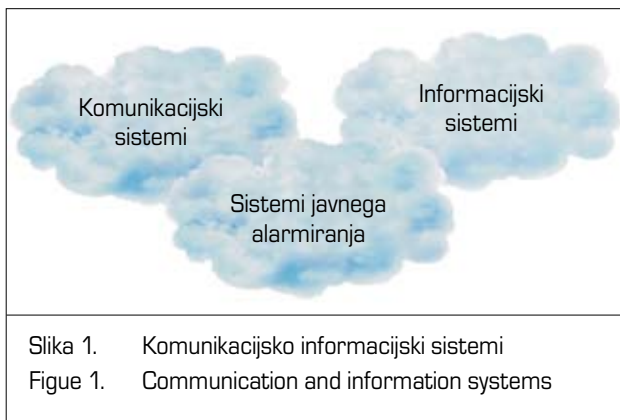 Komunikacijski
sistemi
Informacijski
sistemi
Sistemi javnega
alarmiranja
Slika 1. Komunikacijsko informacijski sistemi
Figue 1. Communication and information systems